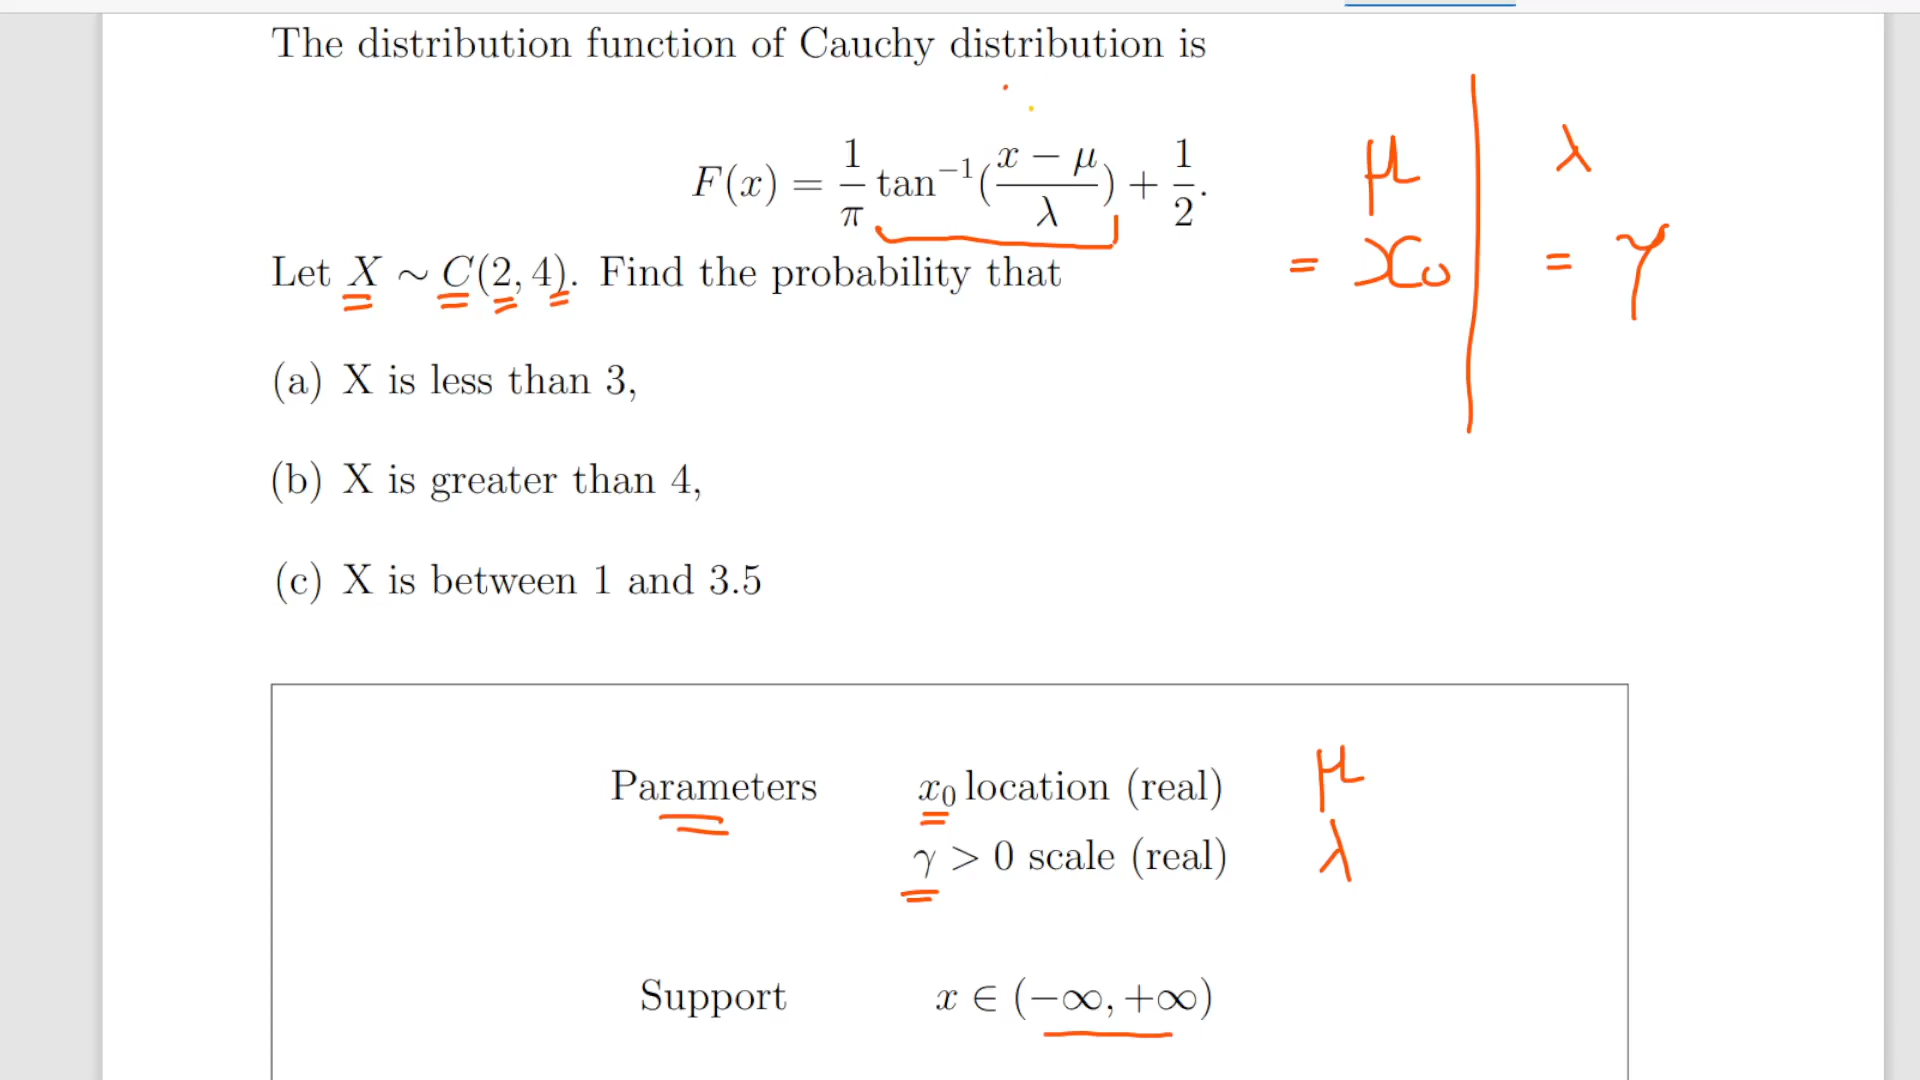 The distribution function of Cauchy distribution is
F(x) = 1/π tan⁻¹((x − μ)/λ) + 1/2.
μ | λ
= x₀ | = γ
Let X ∼ C(2, 4). Find the probability that
(a) X is less than 3,
(b) X is greater than 4,
(c) X is between 1 and 3.5
Parameters x₀ location (real) μ
γ > 0 scale (real) λ
Support x ∈ (−∞, +∞)